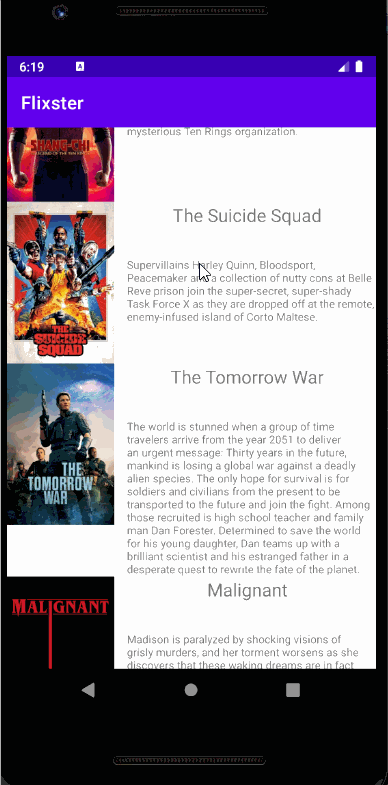 6:19
A
Flixster
mysterious Ten Rings organization.
SHANG-CHI
The Suicide Squad
Supervillains Harley Quinn, Bloodsport,
Peacemaker and a collection of nutty cons at Belle
Reve prison join the super-secret, super-shady
Task Force X as they are dropped off at the remote,
enemy-infused island of Corto Maltese.
THE SUICIDE SQUAD
The Tomorrow War
The world is stunned when a group of time
travelers arrive from the year 2051 to deliver
an urgent message: Thirty years in the future,
mankind is losing a global war against a deadly
alien species. The only hope for survival is for
soldiers and civilians from the present to be
transported to the future and join the fight. Among
those recruited is high school teacher and family
man Dan Forester. Determined to save the world
for his young daughter, Dan teams up with a
brilliant scientist and his estranged father in a
desperate quest to rewrite the fate of the planet.
THE
TOMORROW
WAR
Malignant
MALIGNANT
Madison is paralyzed by shocking visions of
grisly murders, and her torment worsens as she
discovers that these waking dreams are in fact